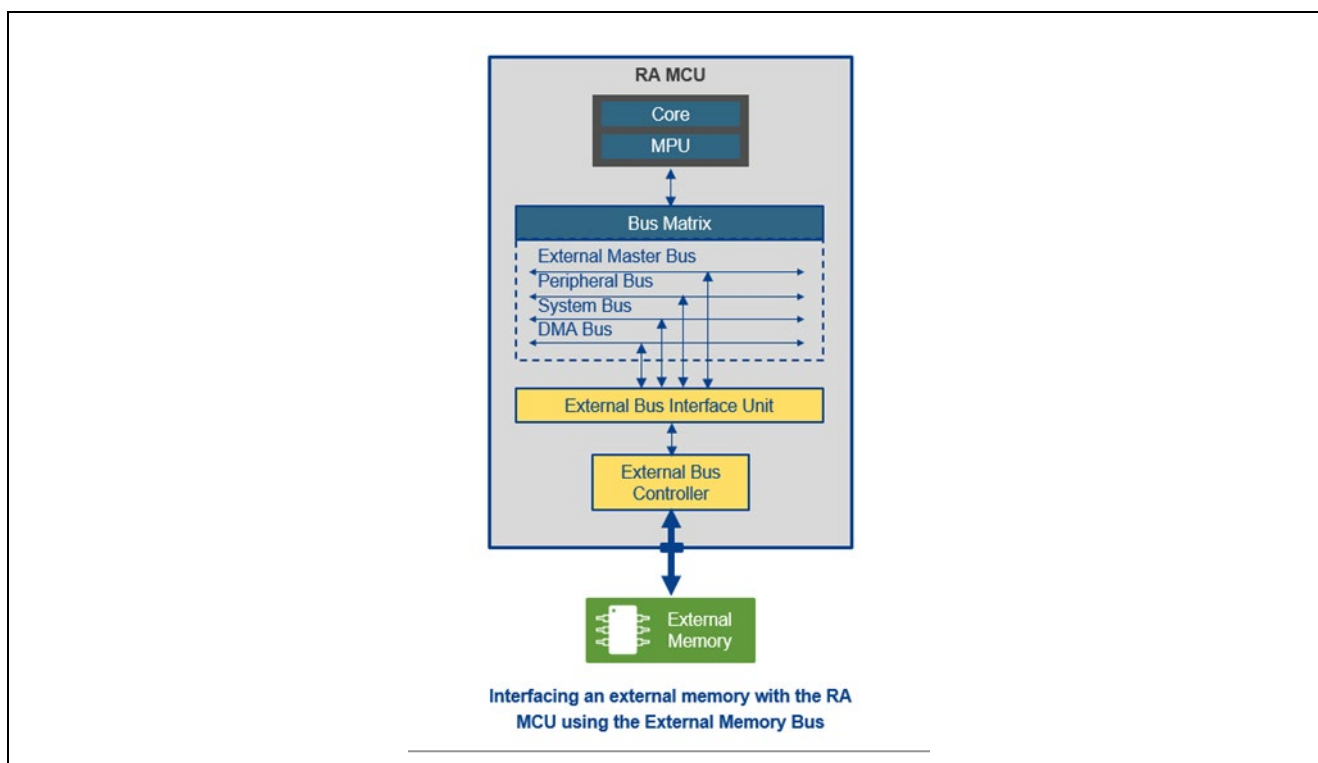 RA MCU
Core
MPU
Bus Matrix
External Master Bus
Peripheral Bus
System Bus
DMA Bus
External Bus Interface Unit
External Bus
Controller
External
Memory
Interfacing an external memory with the RA
MCU using the External Memory Bus